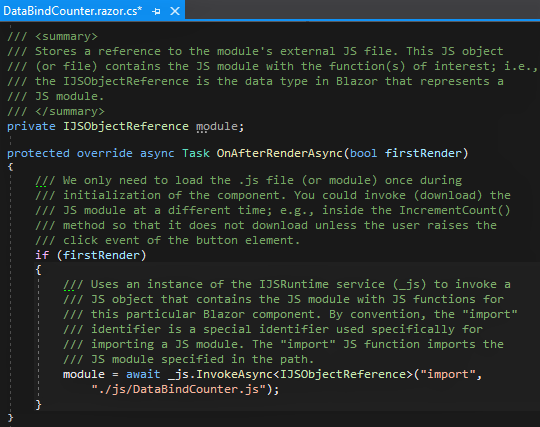 DataBindCounter.razor.cs*
/// <summary>
/// Stores a reference to the module's external JS file. This JS object
/// (or file) contains the JS module with the function(s) of interest; i.e.,
/// the IJSObjectReference is the data type in Blazor that represents a
/// JS module.
/// </summary>
private IJSObjectReference module;
protected override async Task OnAfterRenderAsync(bool firstRender)
{
/// We only need to load the .js file (or module) once during
/// initialization of the component. You could invoke (download) the
/// JS module at a different time; e.g., inside the IncrementCount()
/// method so that it does not download unless the user raises the
/// click event of the button element.
if (firstRender)
{
/// Uses an instance of the IJSRuntime service (_js) to invoke a
/// JS object that contains the JS module with JS functions for
/// this particular Blazor component. By convention, the "import"
/// identifier is a special identifier used specifically for
/// importing a JS module. The "import" JS function imports the
/// JS module specified in the path.
module = await _js.InvokeAsync<IJSObjectReference>("import",
"./js/DataBindCounter.js");
}
}